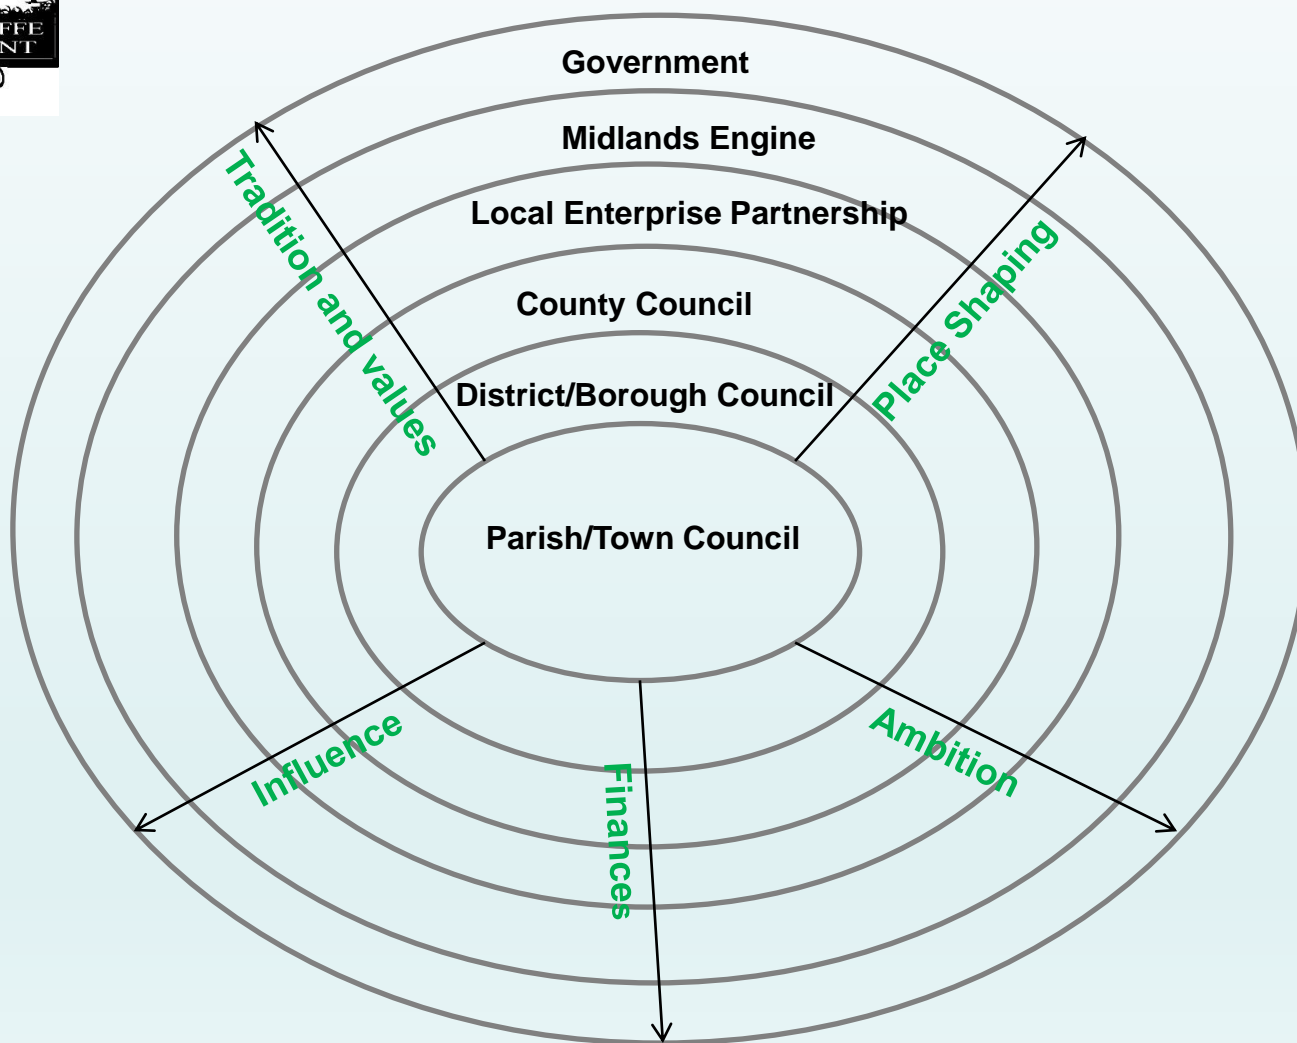 Government
Midlands Engine
Local Enterprise Partnership
County Council
District/Borough Council
Parish/Town Council
Tradition and values
Place Shaping
Influence
Finances
Ambition